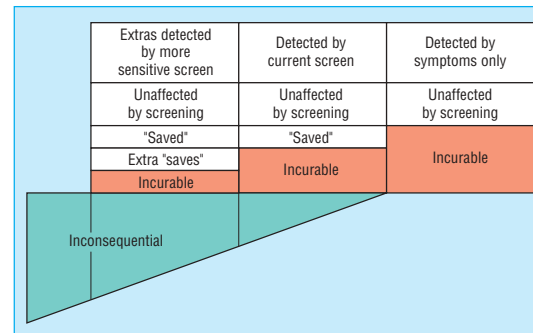 Extras detected
by more
sensitive screen
Detected by
current screen
Detected by
symptoms only
Unaffected
by screening
Unaffected
by screening
Unaffected
by screening
"Saved"
"Saved"
Extra "saves"
Incurable
Incurable
Incurable
Inconsequential